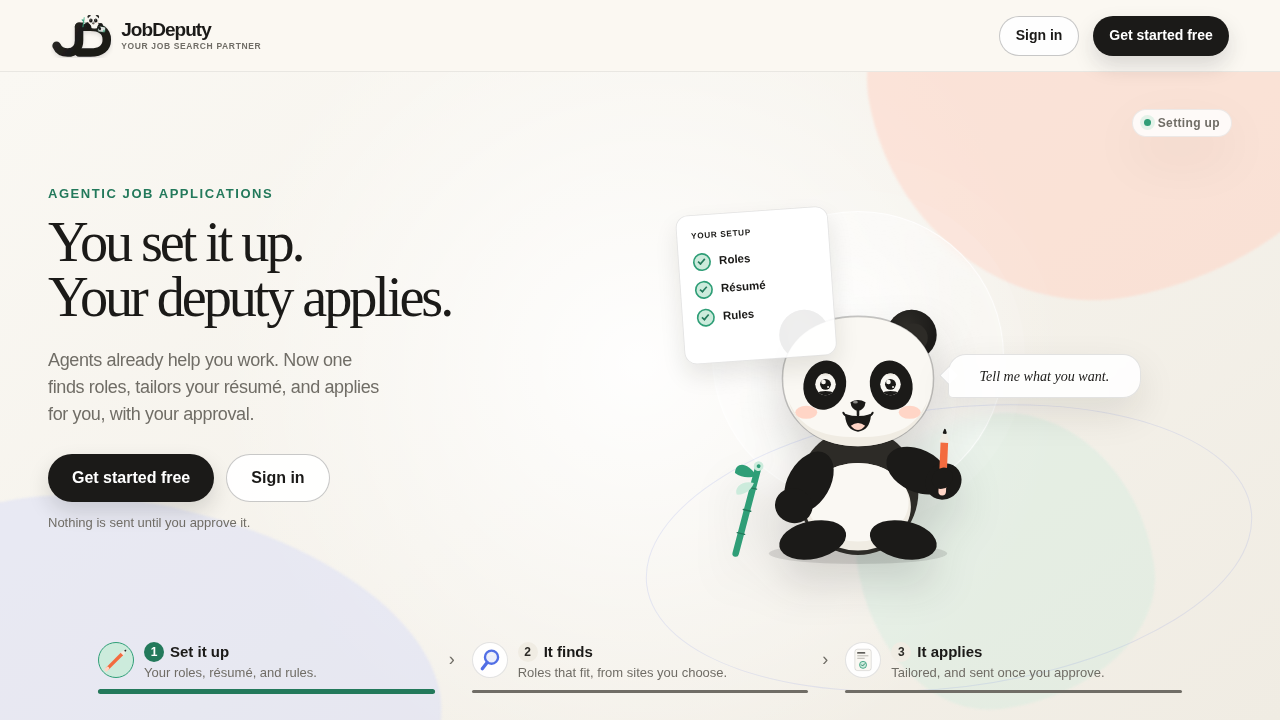 JobDeputy
YOUR JOB SEARCH PARTNER
Sign in
Get started free
Setting up
AGENTIC JOB APPLICATIONS
You set it up.
Your deputy applies.
Agents already help you work. Now one
finds roles, tailors your résumé, and applies
for you, with your approval.
Get started free
Sign in
Nothing is sent until you approve it.
YOUR SETUP
Roles
Résumé
Rules
Tell me what you want.
1 Set it up
Your roles, résumé, and rules.
2 It finds
Roles that fit, from sites you choose.
3 It applies
Tailored, and sent once you approve.